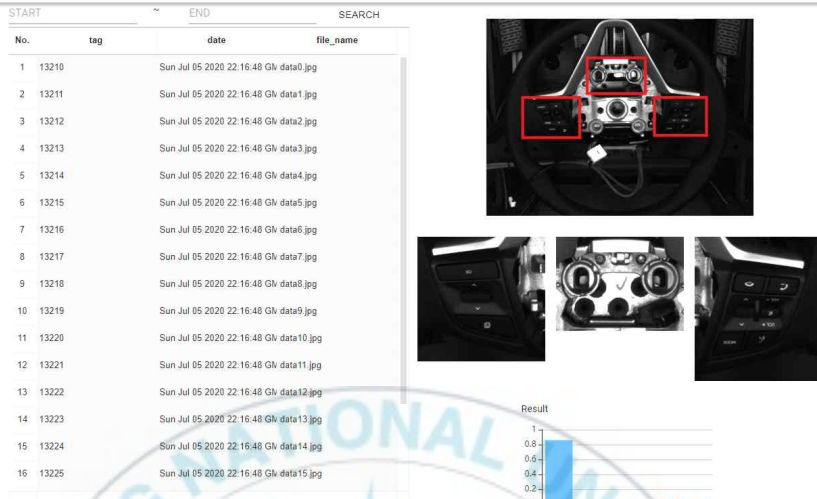 START ~ END SEARCH
No. tag date file_name
1 13210 Sun Jul 05 2020 22:16:48 GM data0.jpg
2 13211 Sun Jul 05 2020 22:16:48 GM data1.jpg
3 13212 Sun Jul 05 2020 22:16:48 GM data2.jpg
4 13213 Sun Jul 05 2020 22:16:48 GM data3.jpg
5 13214 Sun Jul 05 2020 22:16:48 GM data4.jpg
6 13215 Sun Jul 05 2020 22:16:48 GM data5.jpg
7 13216 Sun Jul 05 2020 22:16:48 GM data6.jpg
8 13217 Sun Jul 05 2020 22:16:48 GM data7.jpg
9 13218 Sun Jul 05 2020 22:16:48 GM data8.jpg
10 13219 Sun Jul 05 2020 22:16:48 GM data9.jpg
11 13220 Sun Jul 05 2020 22:16:48 GM data10.jpg
12 13221 Sun Jul 05 2020 22:16:48 GM data11.jpg
13 13222 Sun Jul 05 2020 22:16:48 GM data12.jpg
14 13223 Sun Jul 05 2020 22:16:48 GM data13.jpg
15 13224 Sun Jul 05 2020 22:16:48 GM data14.jpg
16 13225 Sun Jul 05 2020 22:16:48 GM data15.jpg
Result
1
0.8
0.6
0.4
0.2
NATIONAL